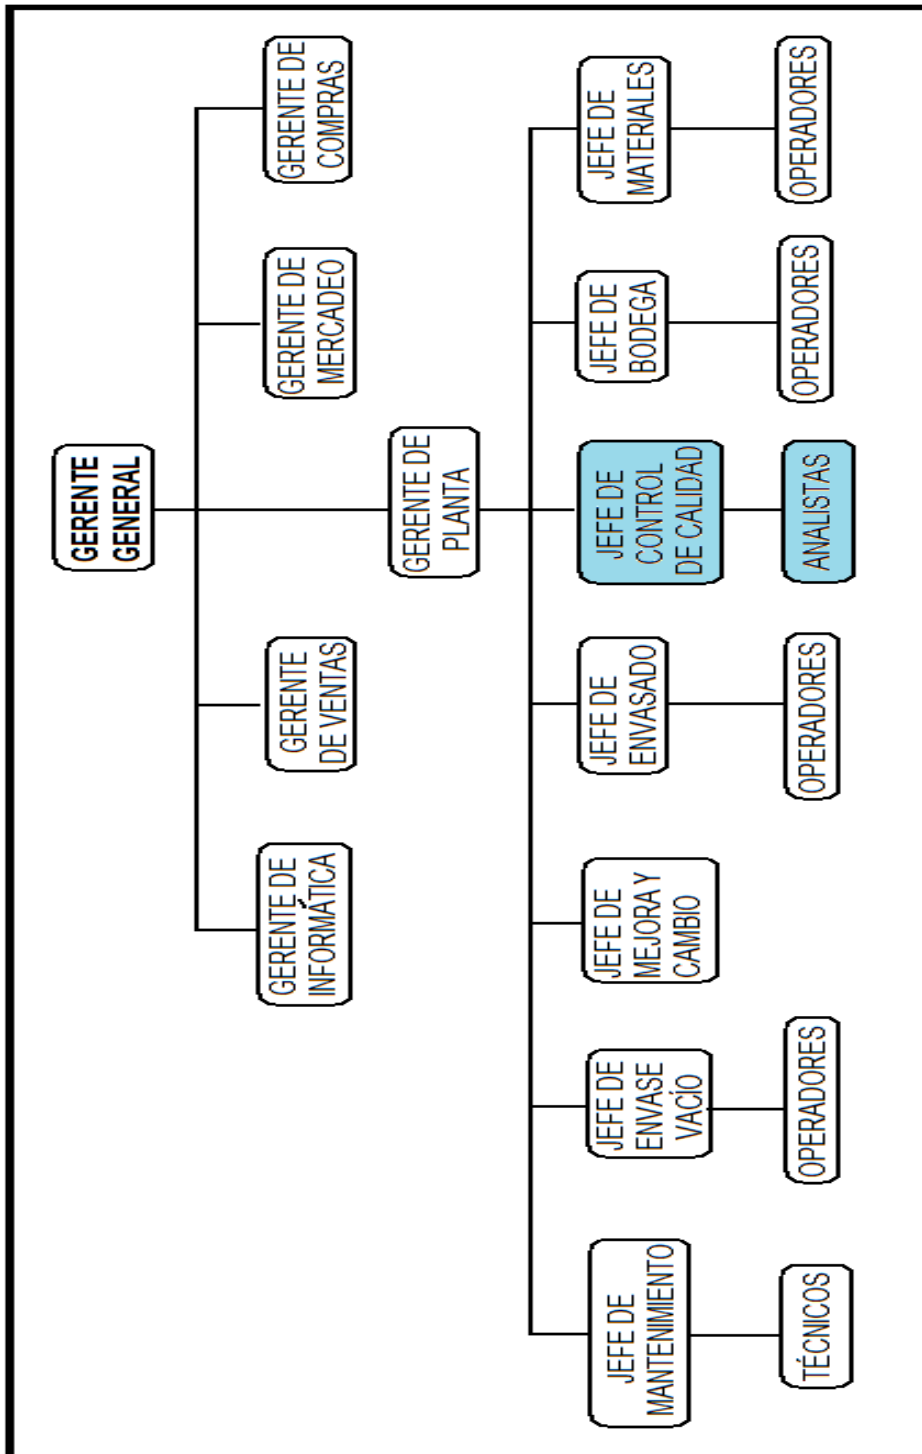 GERENTE
GENERAL
GERENTE DE
INFORMÁTICA
GERENTE
DE VENTAS
GERENTE DE
MERCADEO
GERENTE DE
COMPRAS
GERENTE DE
PLANTA
JEFE DE
MANTENIMIENTO
JEFE DE
ENVASE
VACÍO
JEFE DE
MEJORA Y
CAMBIO
JEFE DE
ENVASADO
JEFE DE
CONTROL
DE CALIDAD
JEFE DE
BODEGA
JEFE DE
MATERIALES
TÉCNICOS
OPERADORES
OPERADORES
ANALISTAS
OPERADORES
OPERADORES